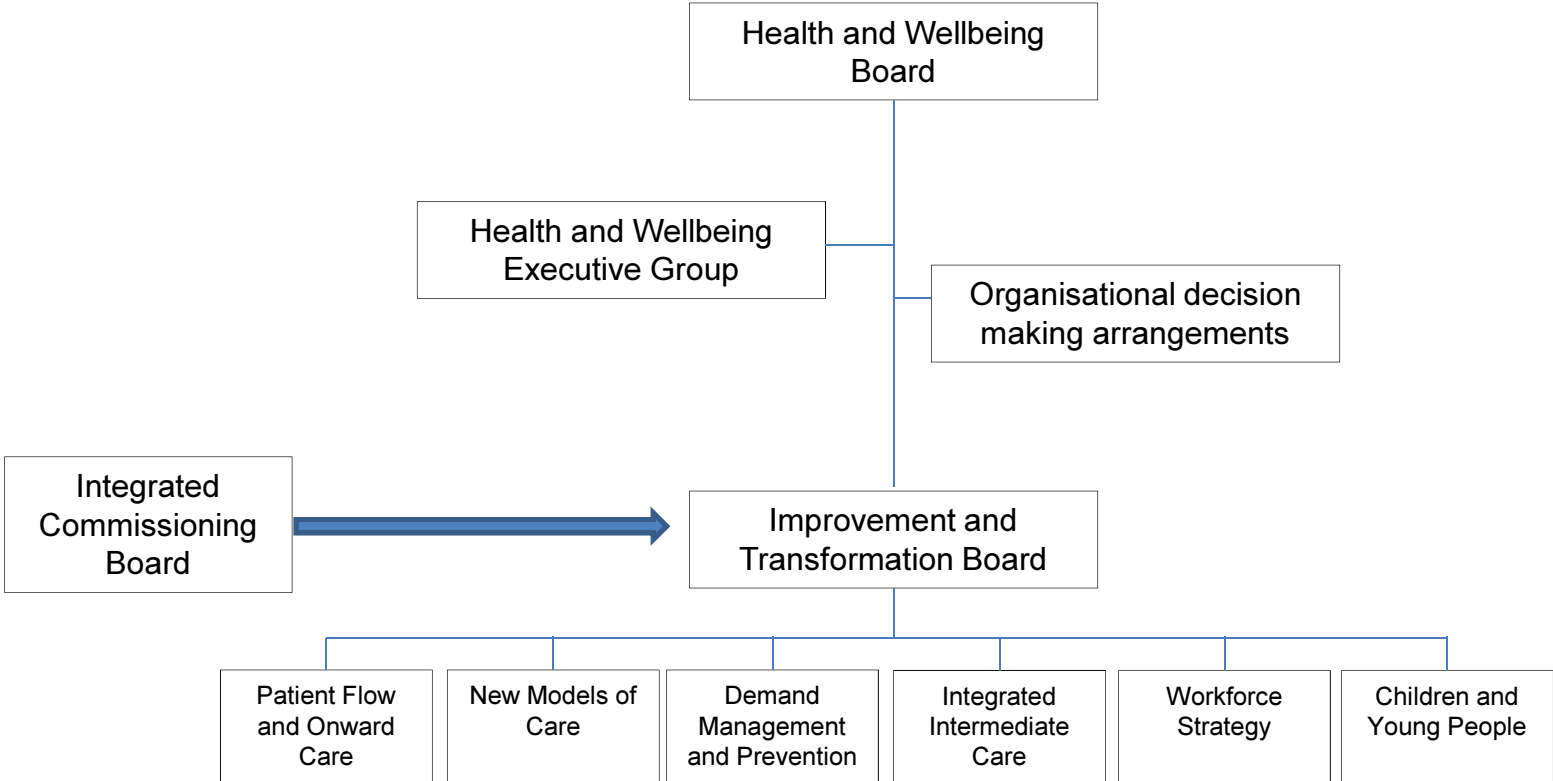 Health and Wellbeing
Board
Health and Wellbeing
Executive Group
Organisational decision
making arrangements
Integrated
Commissioning
Board
Improvement and
Transformation Board
Patient Flow
and Onward
Care
New Models of
Care
Demand
Management
and Prevention
Integrated
Intermediate
Care
Workforce
Strategy
Children and
Young People